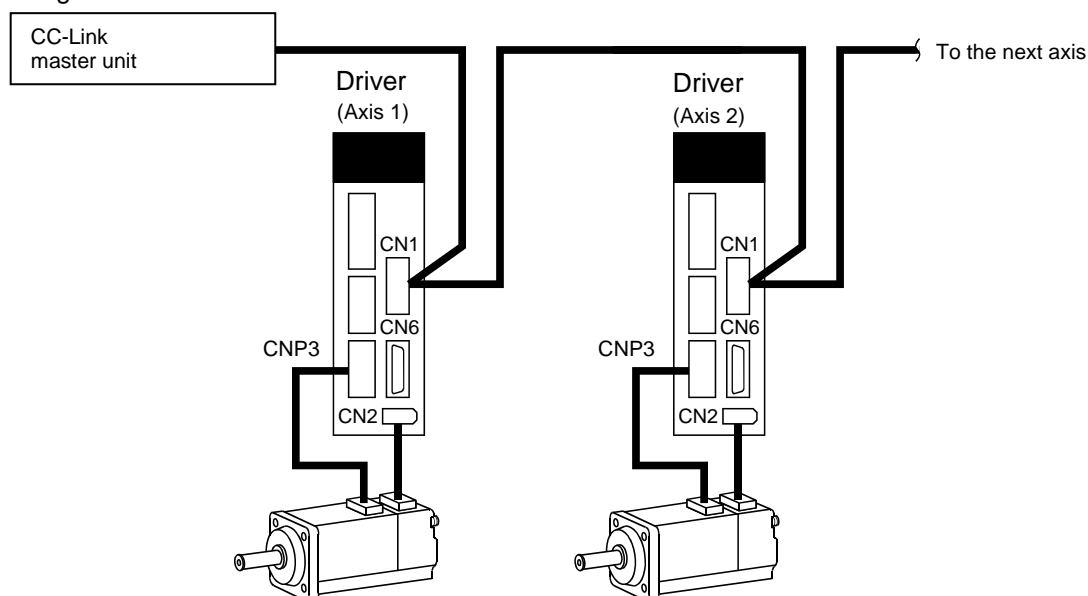 CC-Link
master unit
To the next axis
Driver
(Axis 1)
Driver
(Axis 2)
CN1
CN1
CN6
CN6
CNP3
CNP3
CN2
CN2